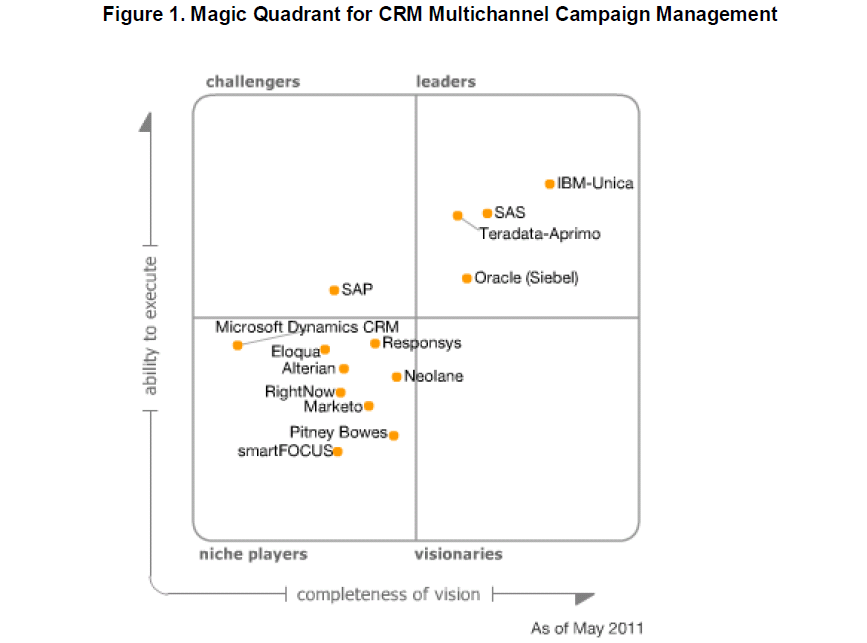 Figure 1. Magic Quadrant for CRM Multichannel Campaign Management
challengers
leaders
IBM-Unica
SAS
Teradata-Aprimo
Oracle (Siebel)
SAP
ability to execute
Microsoft Dynamics CRM
Responsys
Eloqua
Alterian
Neolane
RightNow
Marketo
Pitney Bowes
smartFOCUS
niche players
visionaries
completeness of vision
As of May 2011